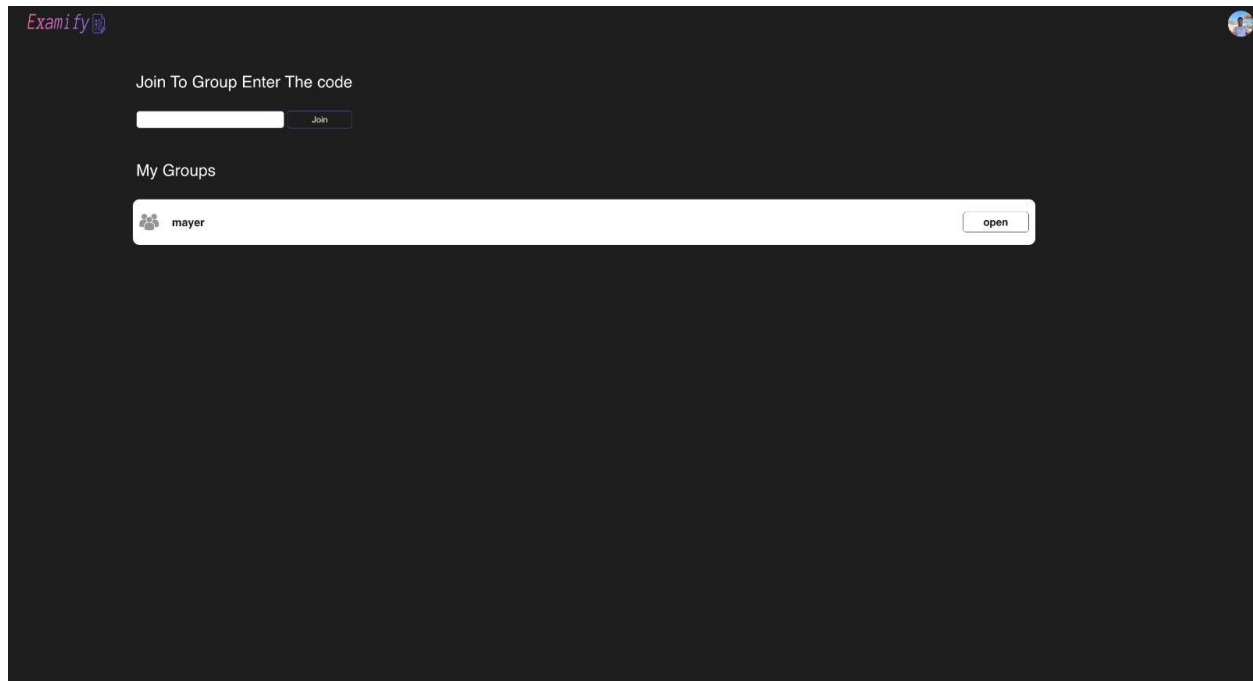 Examify
Join To Group Enter The code
Join
My Groups
mayer
open